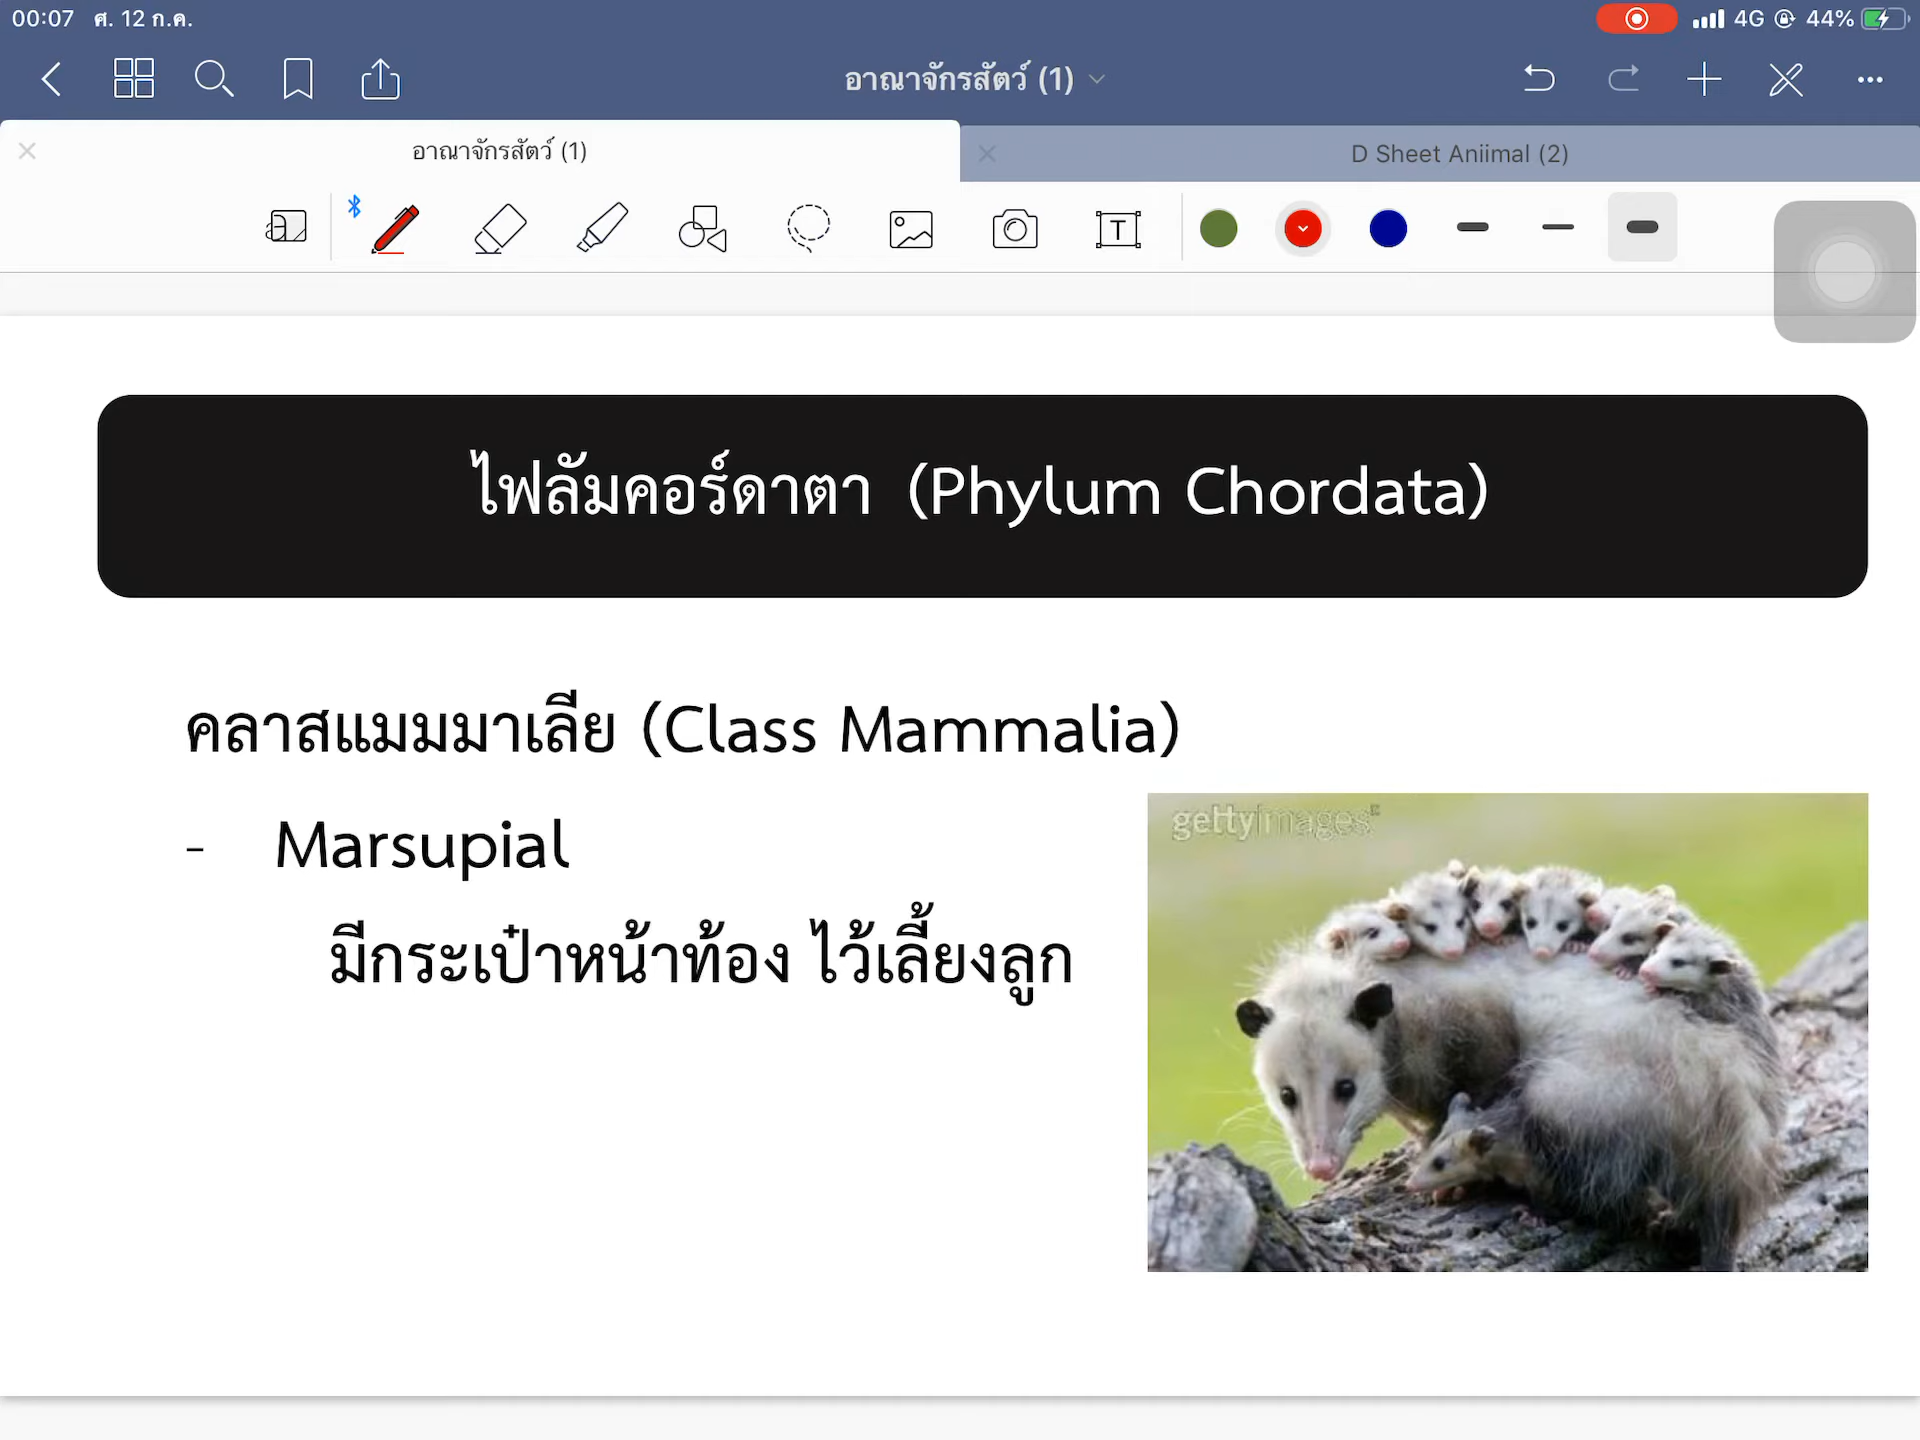 00:07 ศ. 12 ก.ค.
4G 44%
อาณาจักรสัตว์ (1)
อาณาจักรสัตว์ (1)
D Sheet Aniimal (2)
T
ไฟลัมคอร์ดาตา (Phylum Chordata)
คลาสแมมมาเลีย (Class Mammalia)
- Marsupial
มีกระเป๋าหน้าท้อง ไว้เลี้ยงลูก
gettyimages